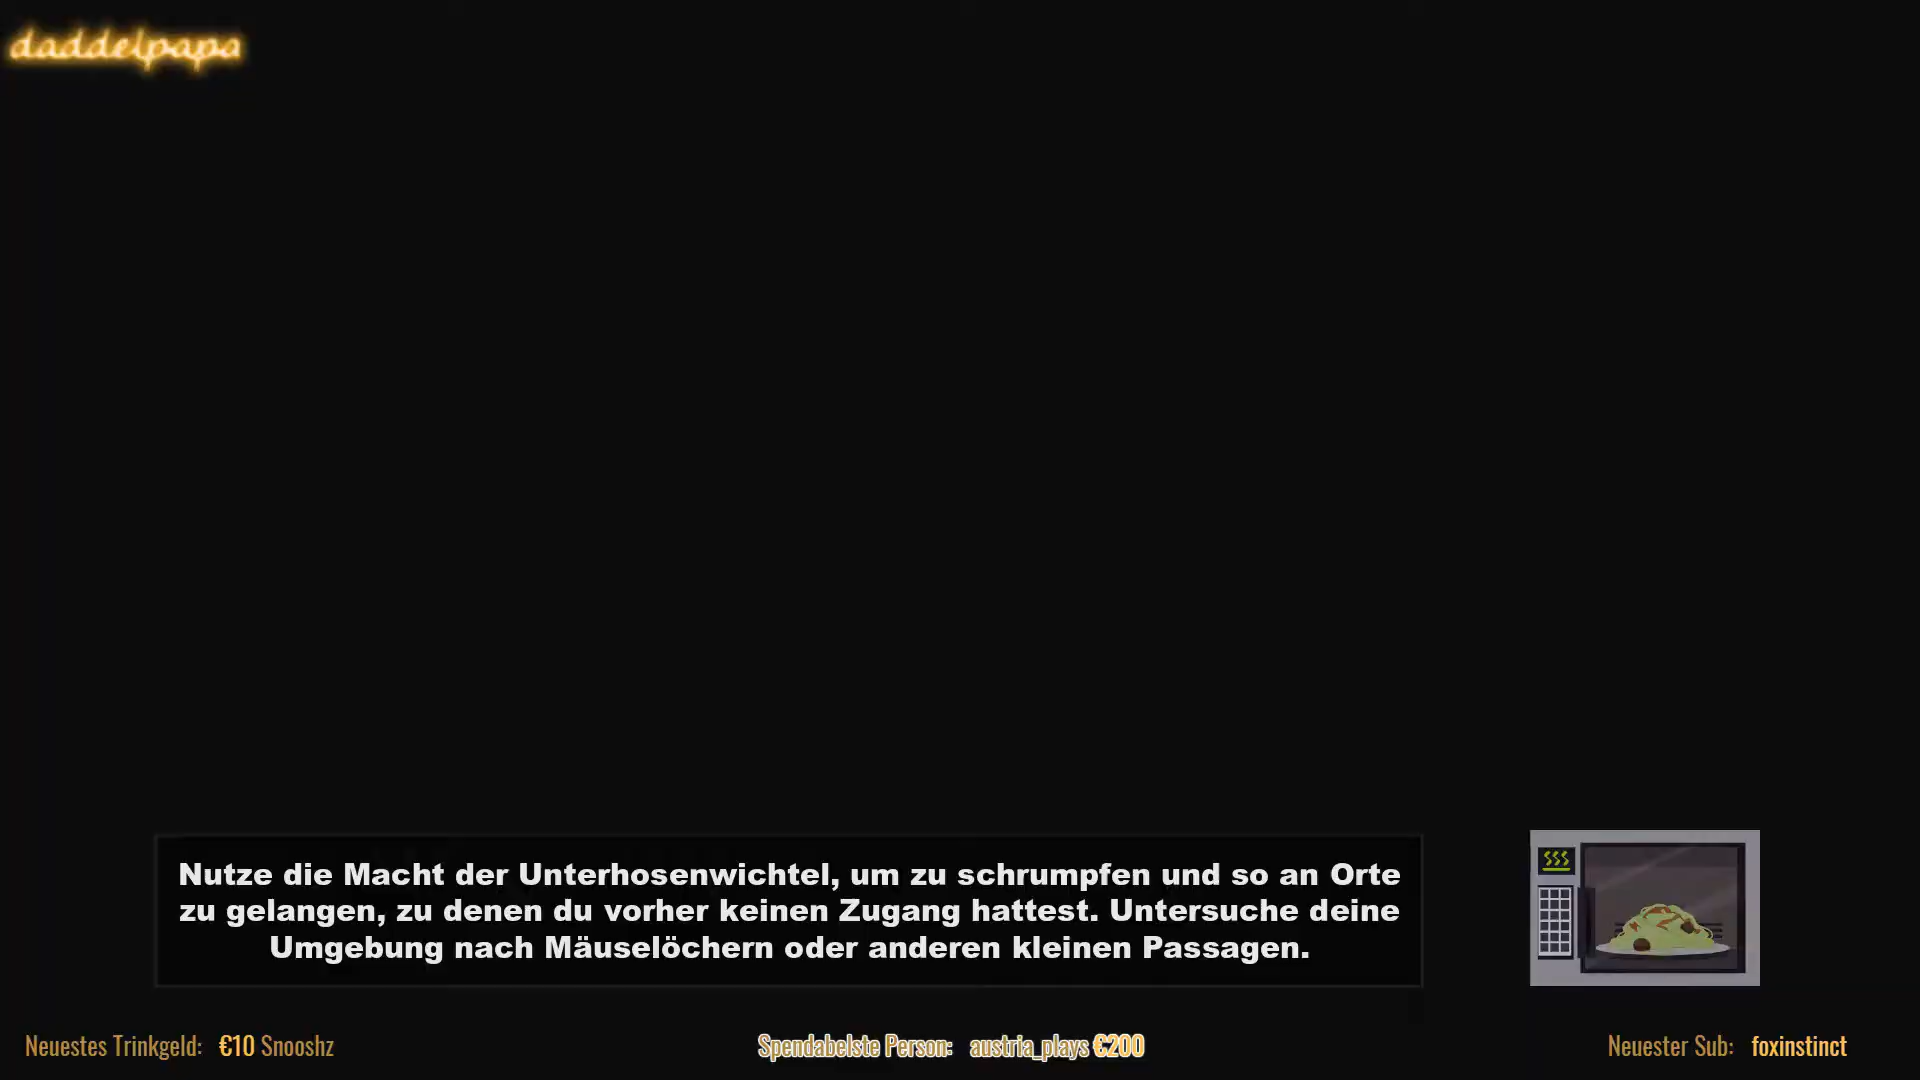 daddelpapa
Nutze die Macht der Unterhosenwichtel, um zu schrumpfen und so an Orte
zu gelangen, zu denen du vorher keinen Zugang hattest. Untersuche deine
Umgebung nach Mäuselöchern oder anderen kleinen Passagen.
Neuestes Trinkgeld: €10 Snooshz
Spendabelste Person: austria_plays €200
Neuester Sub: foxinstinct